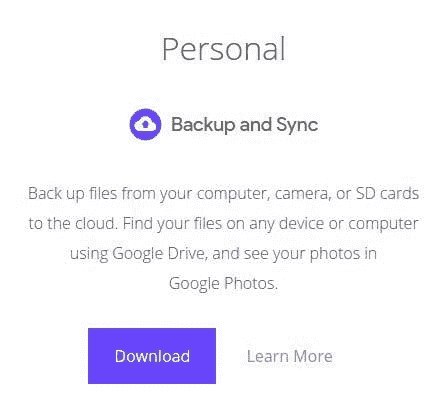 Personal
Backup and Sync
Back up files from your computer, camera, or SD cards
to the cloud. Find your files on any device or computer
using Google Drive, and see your photos in
Google Photos.
Download Learn More